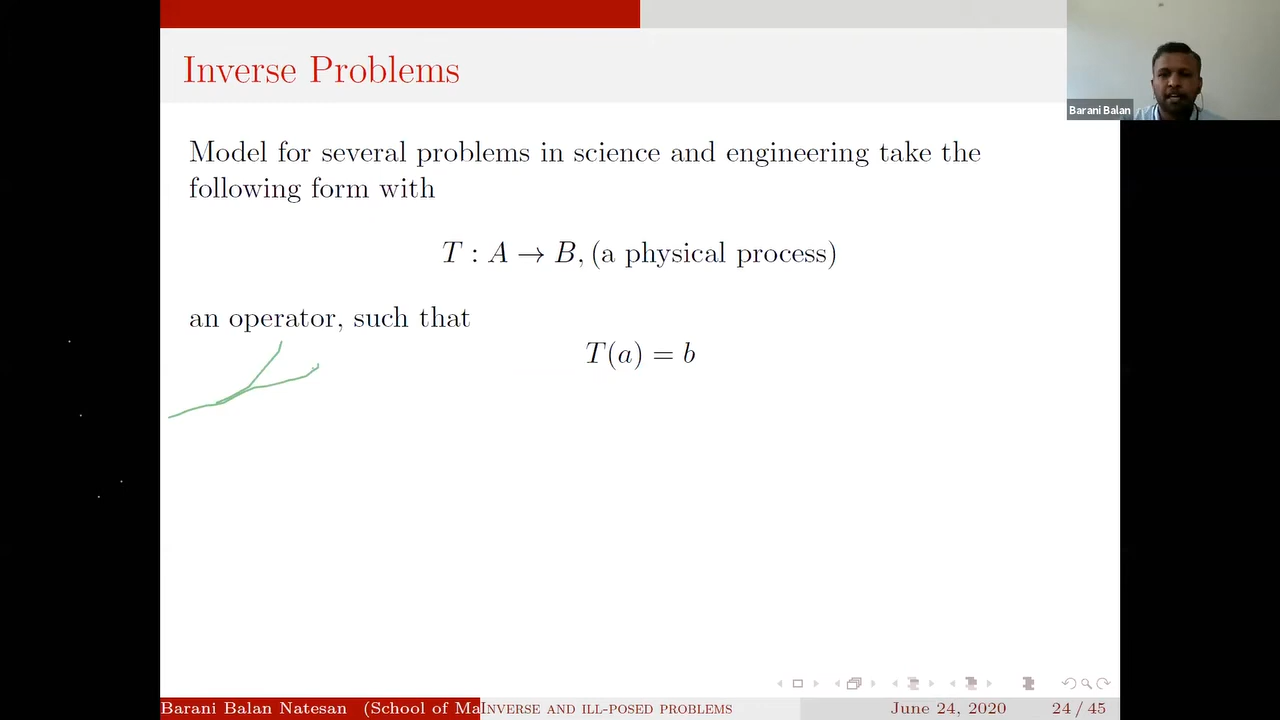 Inverse Problems
Barani Balan
Model for several problems in science and engineering take the
following form with
T : A → B, (a physical process)
an operator, such that
T(a) = b
Barani Balan Natesan (School of Ma
Inverse and ill-posed problems
June 24, 2020
24 / 45